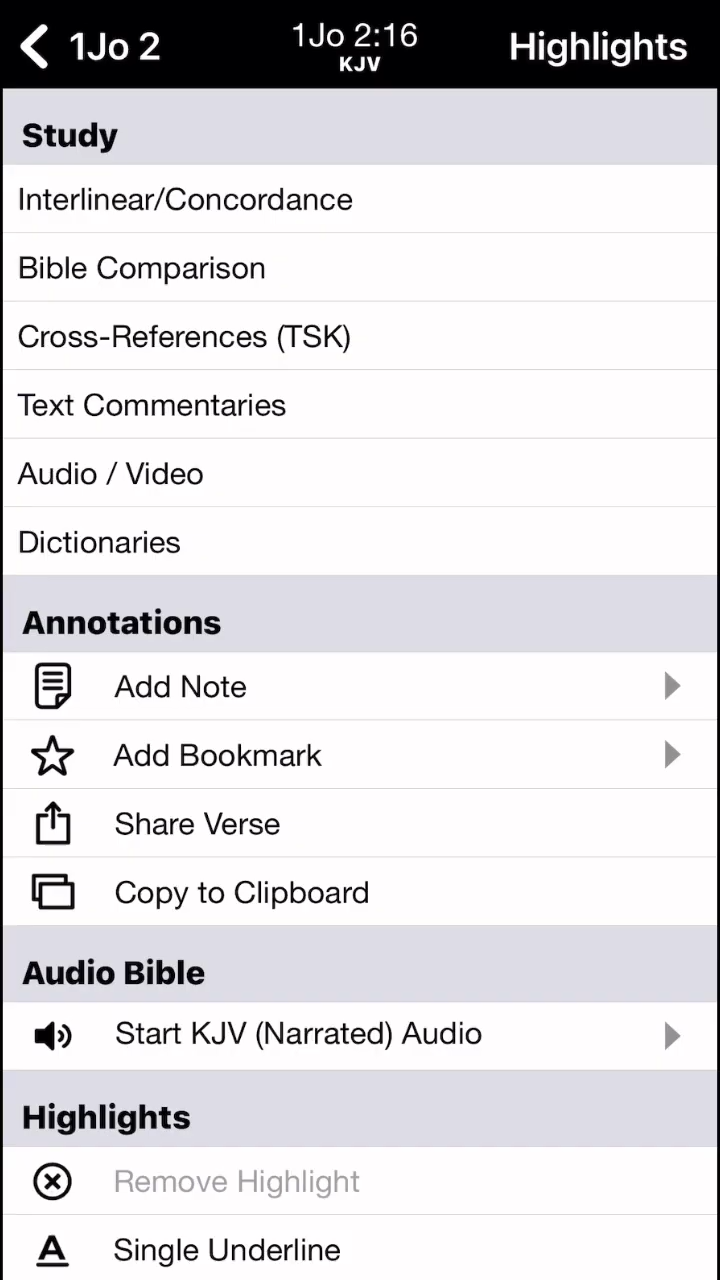 1Jo 2
1Jo 2:16
KJV
Highlights
Study
Interlinear/Concordance
Bible Comparison
Cross-References (TSK)
Text Commentaries
Audio / Video
Dictionaries
Annotations
Add Note
Add Bookmark
Share Verse
Copy to Clipboard
Audio Bible
Start KJV (Narrated) Audio
Highlights
Remove Highlight
A Single Underline